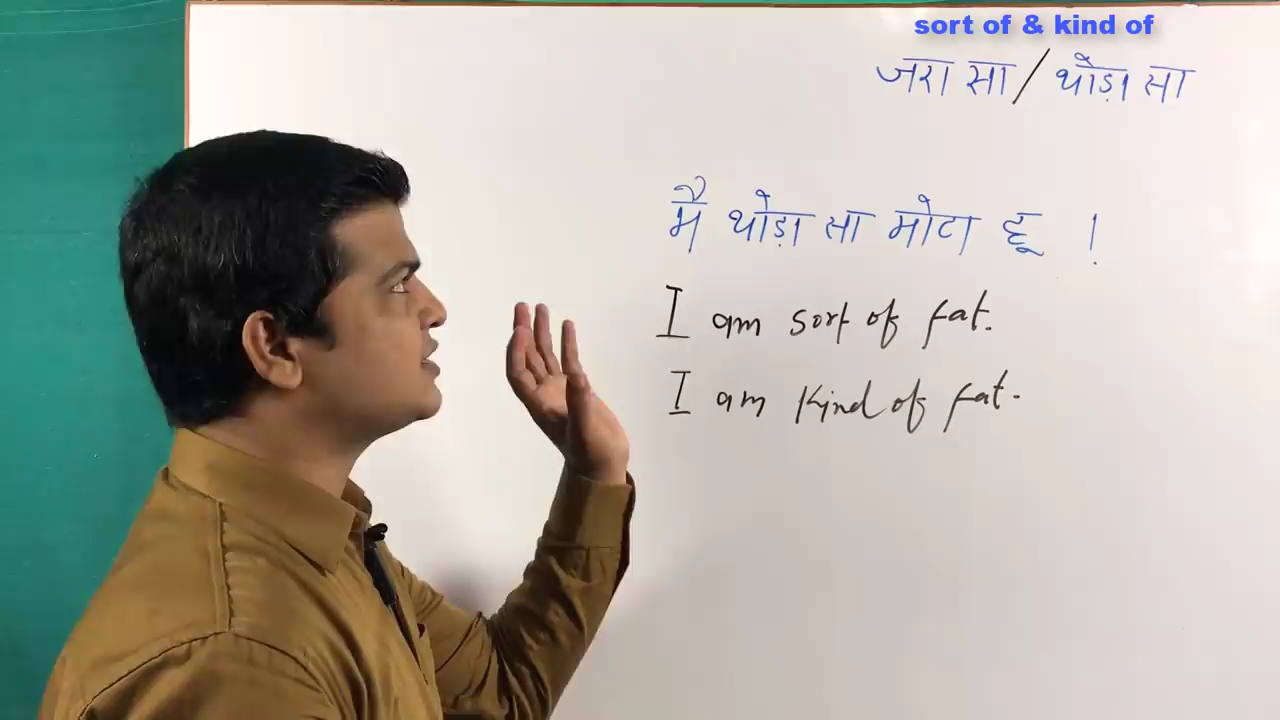 sort of & kind of
जरा सा / थोड़ा सा
मैं थोड़ा सा मोटा हूँ !
I am sort of fat.
I am kind of fat.